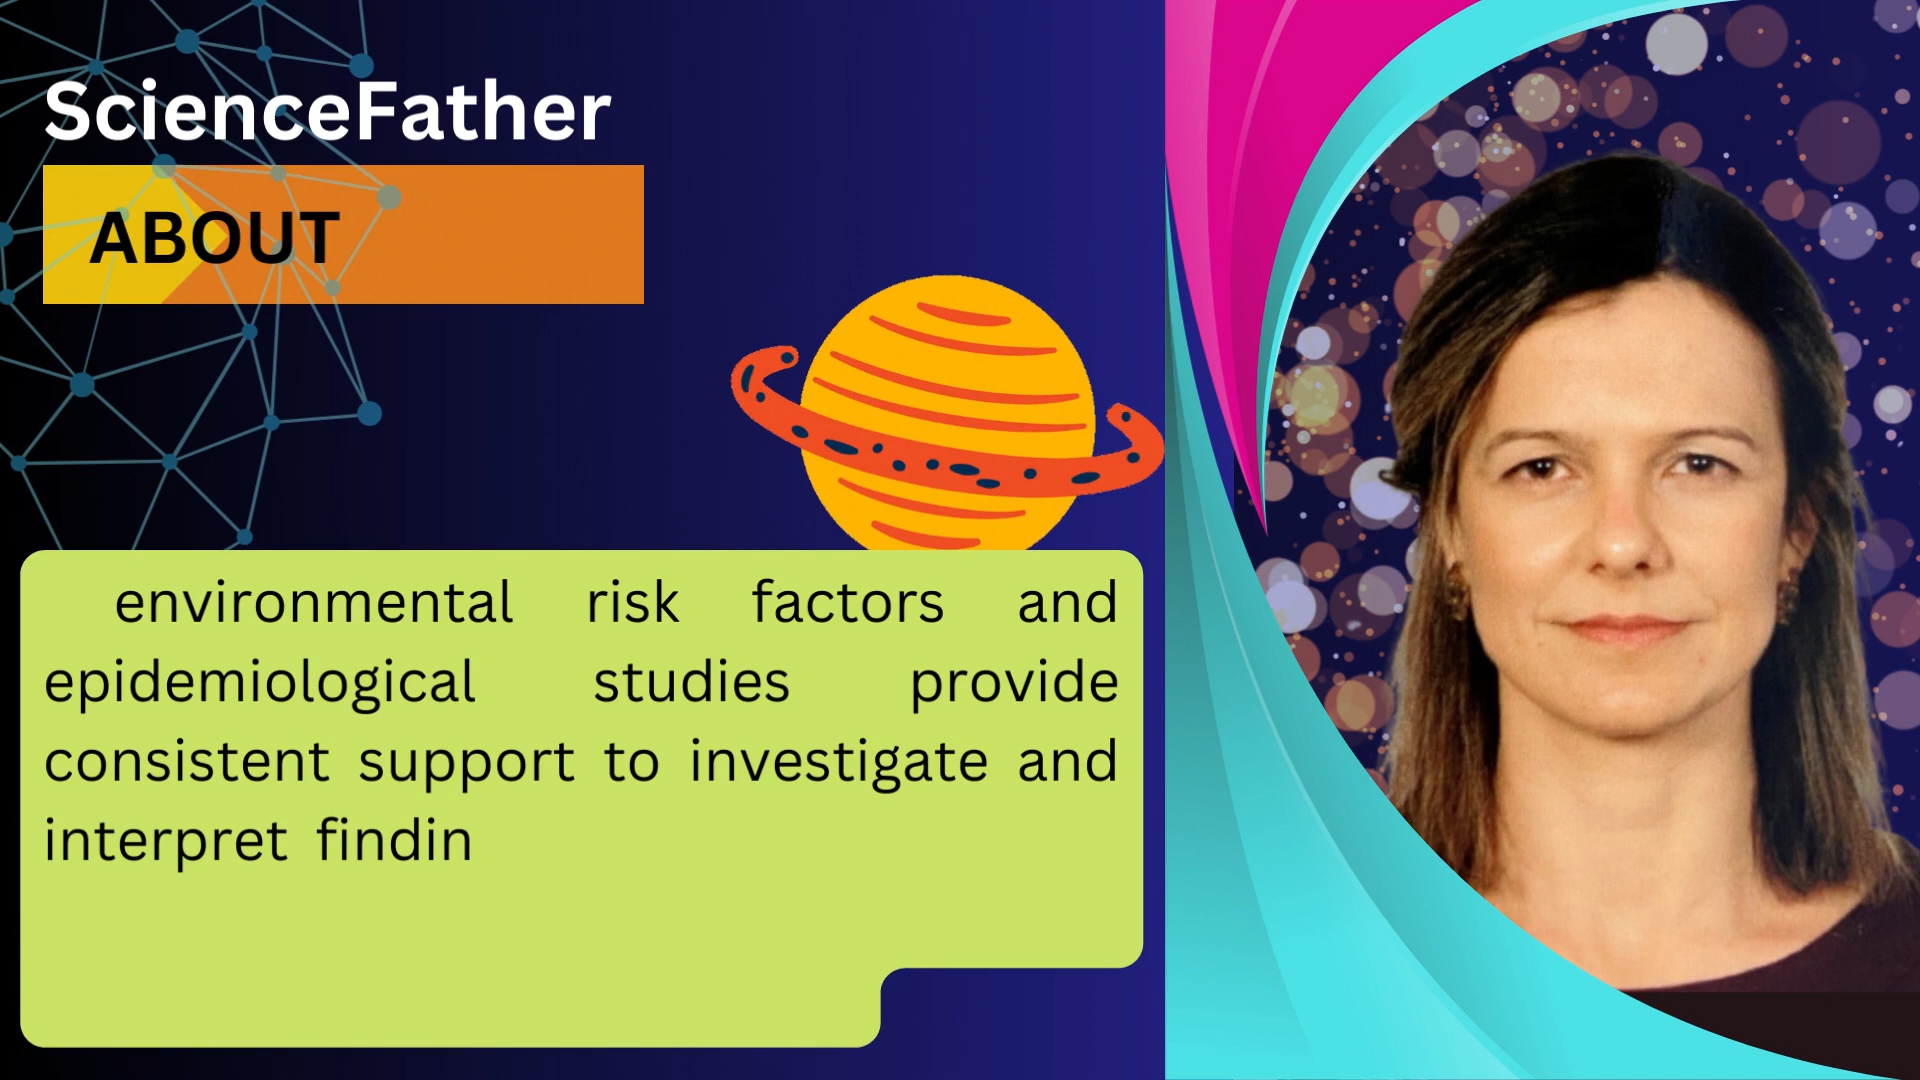 ScienceFather
ABOUT
environmental risk factors and
epidemiological studies provide
consistent support to investigate and
interpret findin